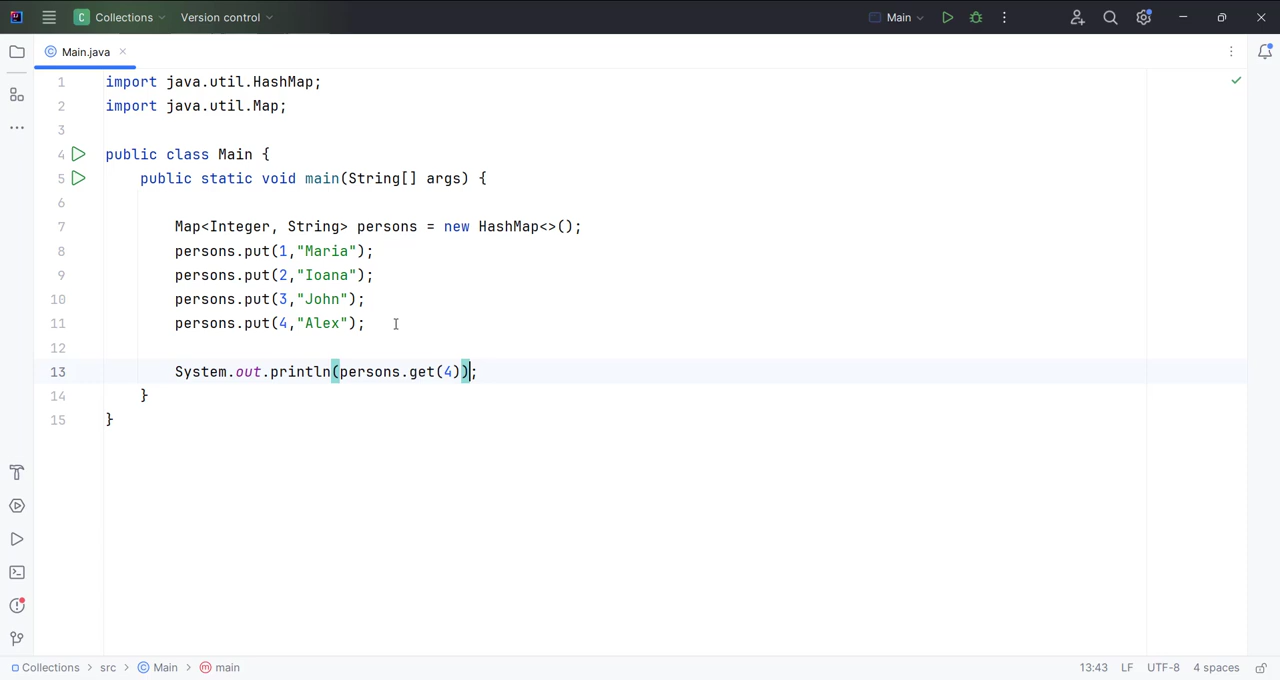 C Collections Version control Main
Main.java
1 import java.util.HashMap;
2 import java.util.Map;
3
4 public class Main {
5 public static void main(String[] args) {
6
7 Map<Integer, String> persons = new HashMap<>();
8 persons.put(1,"Maria");
9 persons.put(2,"Ioana");
10 persons.put(3,"John");
11 persons.put(4,"Alex");
12
13 System.out.println(persons.get(4));
14 }
15 }
Collections > src > Main > main 13:43 LF UTF-8 4 spaces